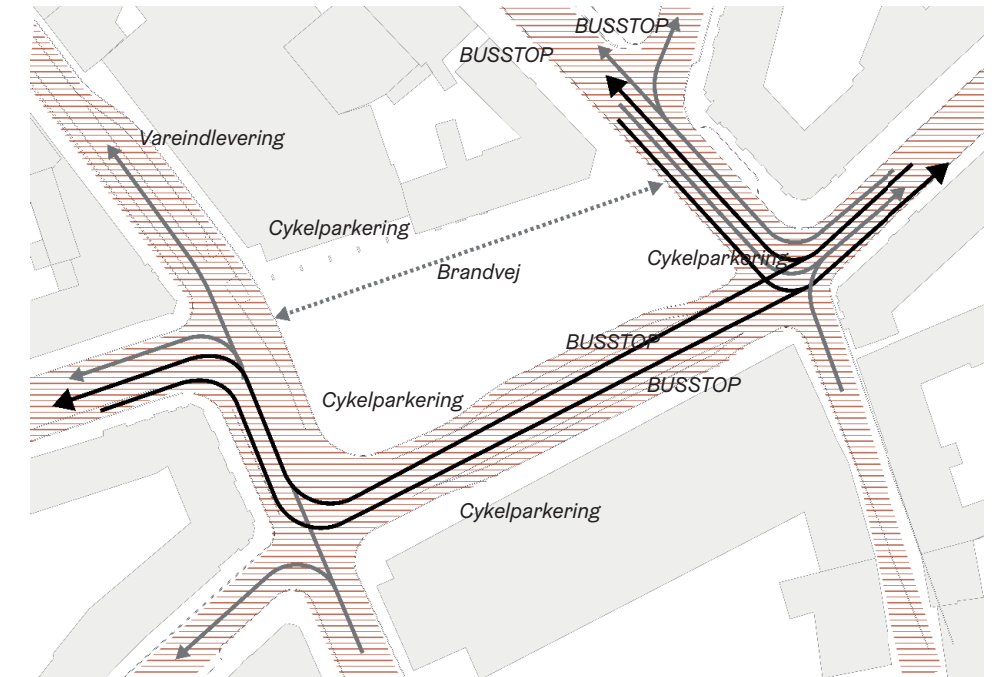 BUSSTOP
BUSSTOP
Vareindlevering
Cykelparkering
Cykelparkering
Brandvej
BUSSTOP
BUSSTOP
Cykelparkering
Cykelparkering